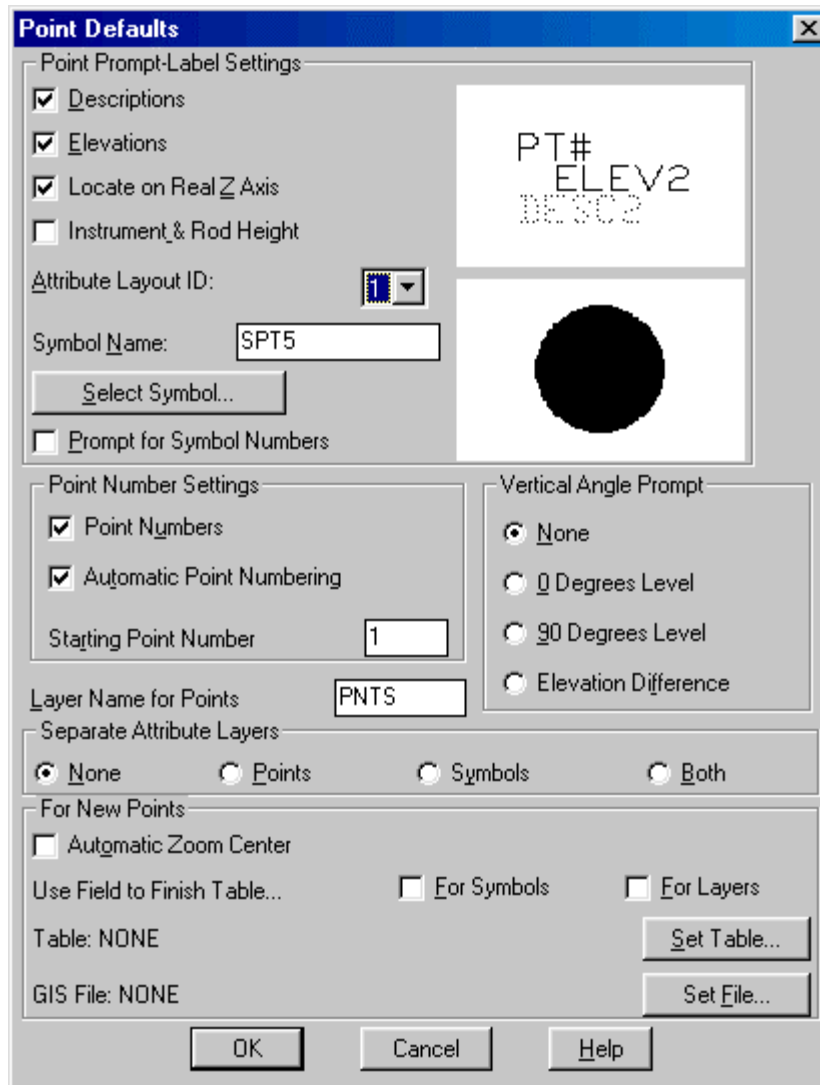 Point Defaults
Point Prompt-Label Settings
Descriptions
Elevations
Locate on Real Z Axis
Instrument & Rod Height
Attribute Layout ID: 1
Symbol Name: SPT5
Select Symbol...
Prompt for Symbol Numbers
PT#
ELEV2
DESC2
Point Number Settings
Point Numbers
Automatic Point Numbering
Starting Point Number 1
Vertical Angle Prompt
None
0 Degrees Level
90 Degrees Level
Elevation Difference
Layer Name for Points PNTS
Separate Attribute Layers
None Points Symbols Both
For New Points
Automatic Zoom Center
Use Field to Finish Table... For Symbols For Layers
Table: NONE Set Table...
GIS File: NONE Set File...
OK Cancel Help